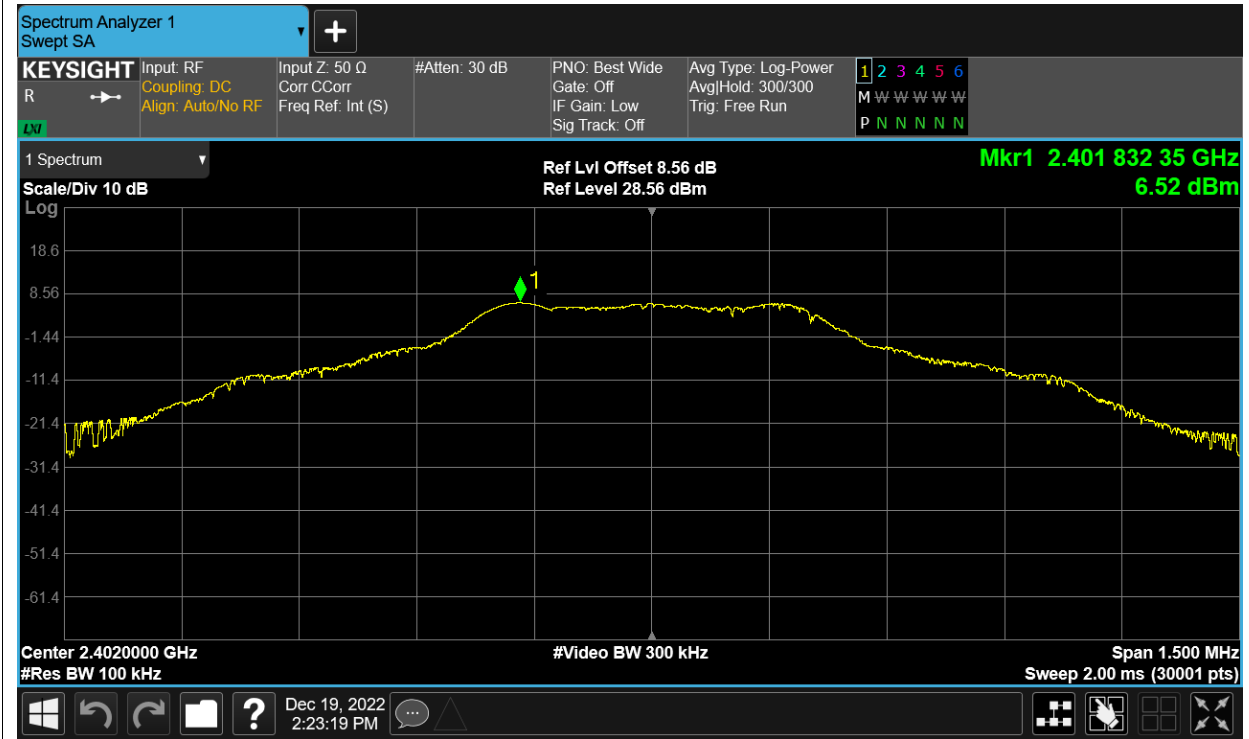 Spectrum Analyzer 1
Swept SA
KEYSIGHT
R
LXI
Input: RF
Coupling: DC
Align: Auto/No RF
Input Z: 50 Ω
Corr CCorr
Freq Ref: Int (S)
#Atten: 30 dB
PNO: Best Wide
Gate: Off
IF Gain: Low
Sig Track: Off
Avg Type: Log-Power
Avg|Hold: 300/300
Trig: Free Run
1 2 3 4 5 6
M W W W W W
P N N N N N
1 Spectrum
Scale/Div 10 dB
Log
Ref Lvl Offset 8.56 dB
Ref Level 28.56 dBm
Mkr1 2.401 832 35 GHz
6.52 dBm
1
18.6
8.56
-1.44
-11.4
-21.4
-31.4
-41.4
-51.4
-61.4
Center 2.4020000 GHz
#Video BW 300 kHz
Span 1.500 MHz
#Res BW 100 kHz
Sweep 2.00 ms (30001 pts)
?
Dec 19, 2022
2:23:19 PM